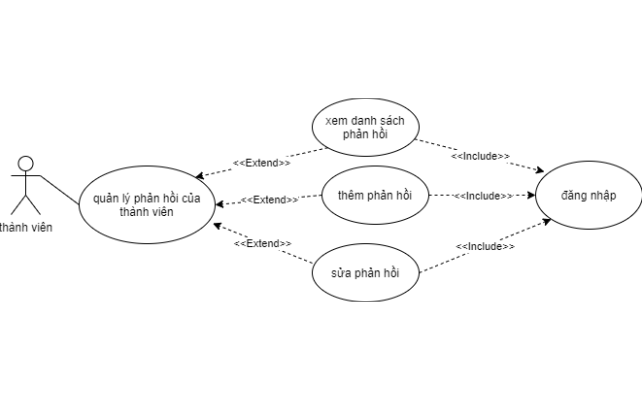 xem danh sách
phản hồi
<<Extend>>
<<Include>>
quản lý phản hồi của
thành viên
<<Extend>>
thêm phản hồi
<<Include>>
đăng nhập
thành viên
<<Extend>>
sửa phản hồi
<<Include>>